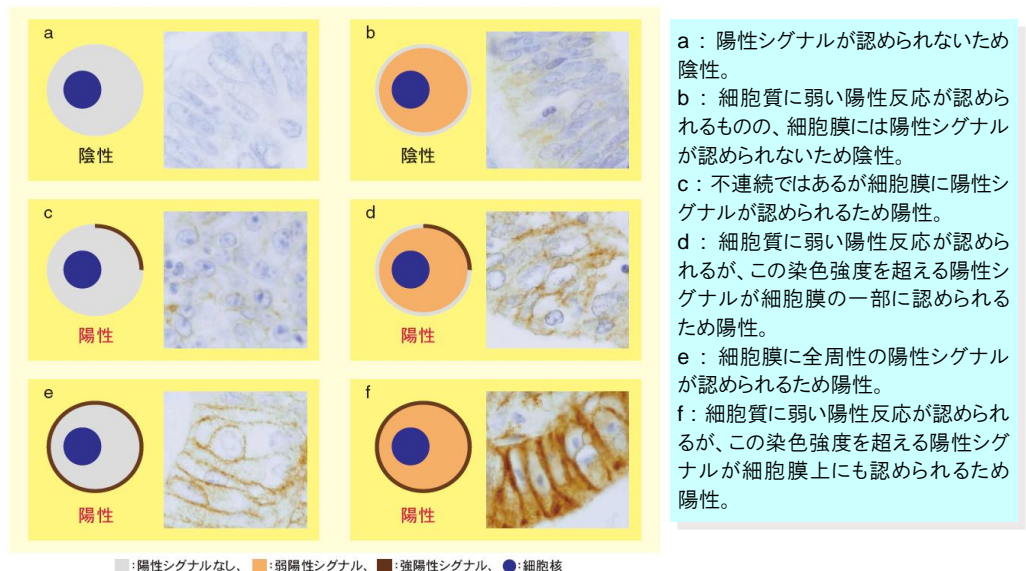 a
陰性
b
陰性
c
陽性
d
陽性
e
陽性
f
陽性
:陽性シグナルなし、 :弱陽性シグナル、 :強陽性シグナル、 :細胞核
a : 陽性シグナルが認められないため
陰性。
b : 細胞質に弱い陽性反応が認めら
れるものの、細胞膜には陽性シグナル
が認められないため陰性。
c : 不連続ではあるが細胞膜に陽性シ
グナルが認められるため陽性。
d : 細胞質に弱い陽性反応が認めら
れるが、この染色強度を超える陽性シ
グナルが細胞膜の一部に認められる
ため陽性。
e : 細胞膜に全周性の陽性シグナル
が認められるため陽性。
f : 細胞質に弱い陽性反応が認められ
るが、この染色強度を超える陽性シグ
ナルが細胞膜上にも認められるため
陽性。